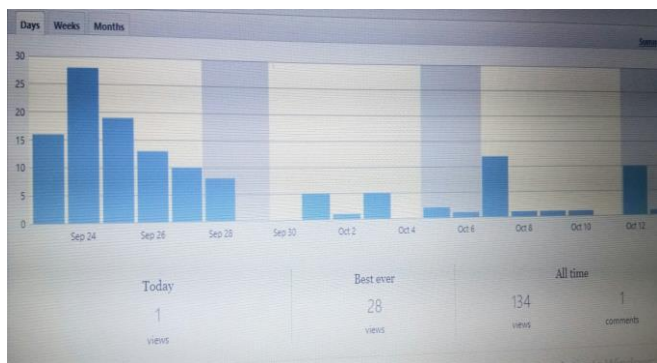 Days Weeks Months
30
25
20
15
10
5
0
Sep 24 Sep 26 Sep 28 Sep 30 Oct 2 Oct 4 Oct 6 Oct 8 Oct 10 Oct 12
Today Best ever All time
1 28 134 1
views views views comments